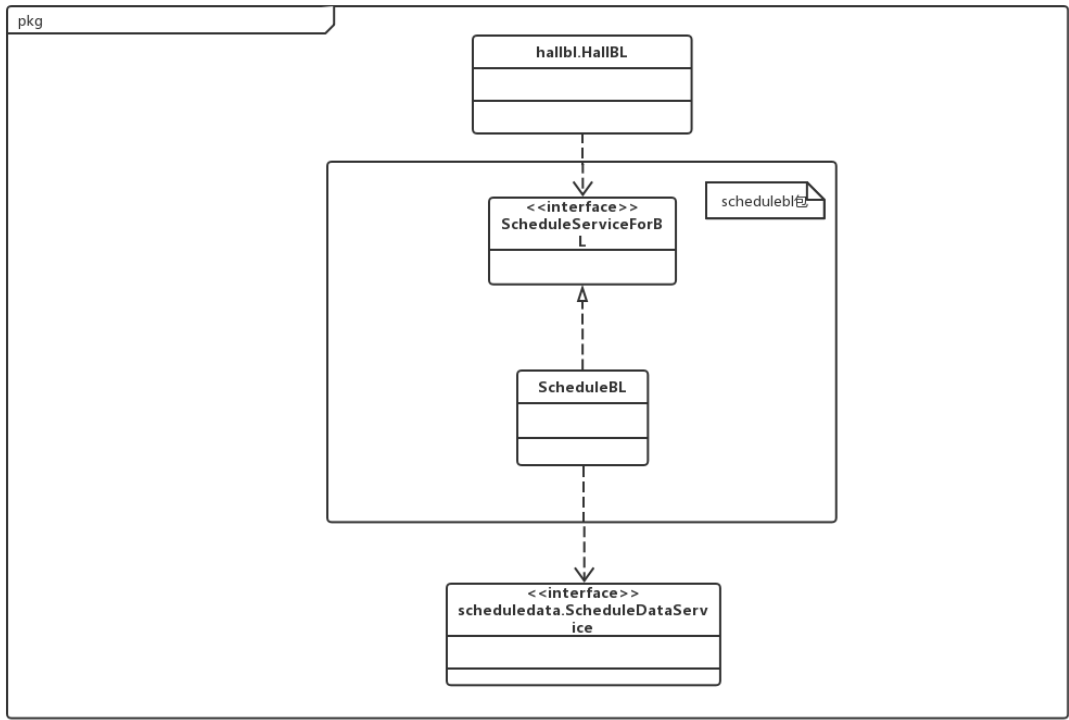 pkg
hallbl.HallBL
<<interface>>
ScheduleServiceForB
L
schedulebl包
ScheduleBL
<<interface>>
scheduledata.ScheduleDataServ
ice